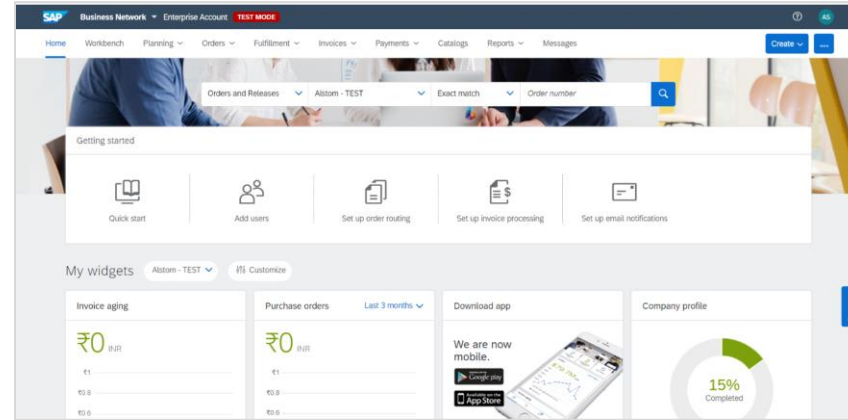 SAP Business Network Enterprise Account TEST MODE AS
Home Workbench Planning Orders Fulfillment Invoices Payments Catalogs Reports Messages Create ...
Orders and Releases Alstom - TEST Exact match Order number
Getting started
Quick start Add users Set up order routing Set up invoice processing Set up email notifications
My widgets Alstom - TEST Customize
Invoice aging Purchase orders Last 3 months Download app Company profile
₹0 INR ₹0 INR We are now
mobile.
₹1 ₹1 Google play
₹0.8 ₹0.8 Available on the
App Store
15%
Completed
₹0.6 ₹0.6